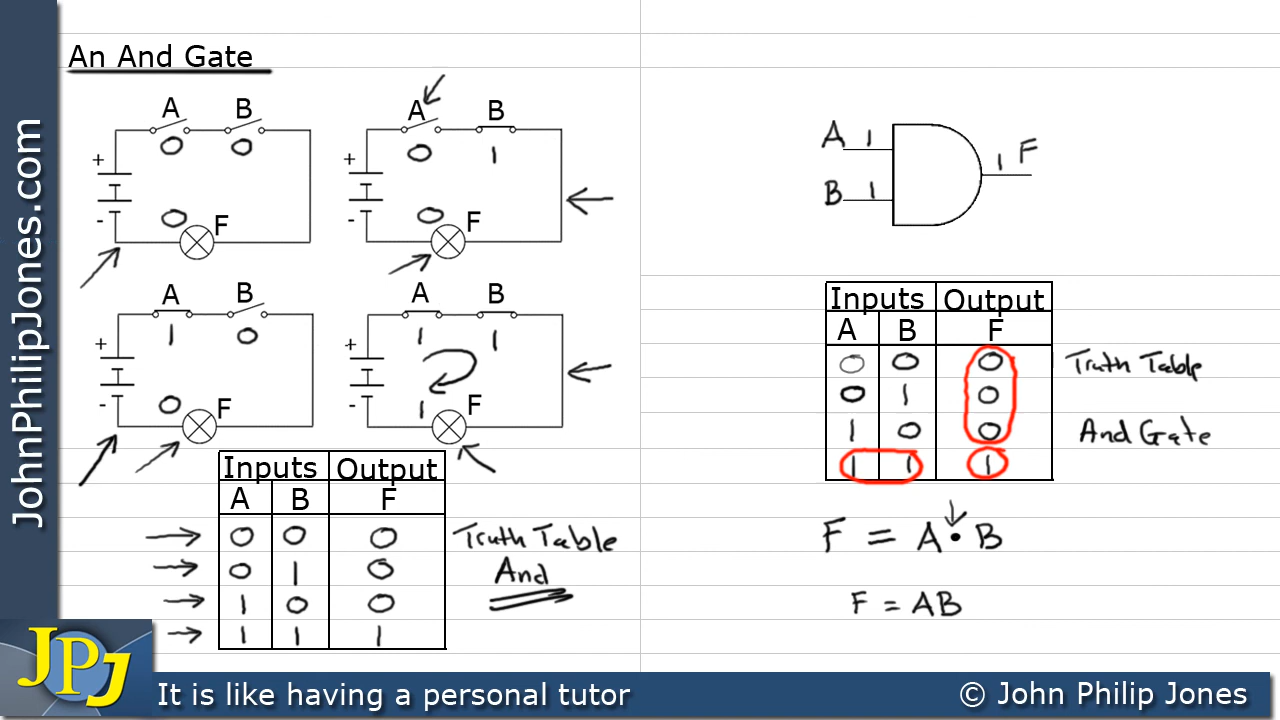 JohnPhilipJones.com
An And Gate
A B
0 0
+
-
0 F
A B
0 1
+
-
0 F
A B
1 0
+
-
0 F
A B
1 1
+
-
1 F
Inputs Output
A B F
0 0 0
0 1 0
1 0 0
1 1 1
Truth Table
And
A 1
B 1
1 F
Inputs Output
A B F
0 0 0
0 1 0
1 0 0
1 1 1
Truth Table
And Gate
F = A • B
F = AB
JPJ
It is like having a personal tutor
© John Philip Jones